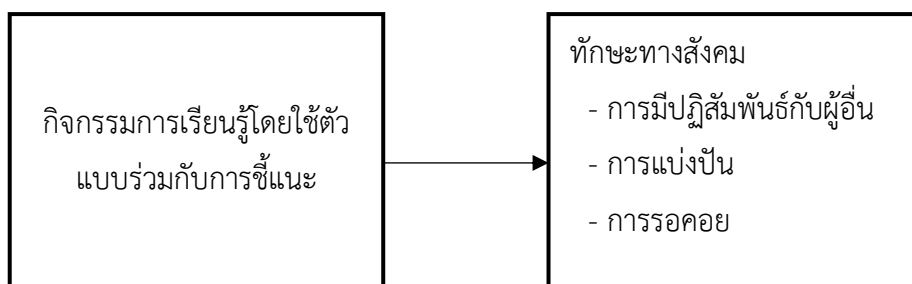 กิจกรรมการเรียนรู้โดยใช้ตัว
แบบร่วมกับการชี้แนะ
ทักษะทางสังคม
- การมีปฏิสัมพันธ์กับผู้อื่น
- การแบ่งปัน
- การรอคอย